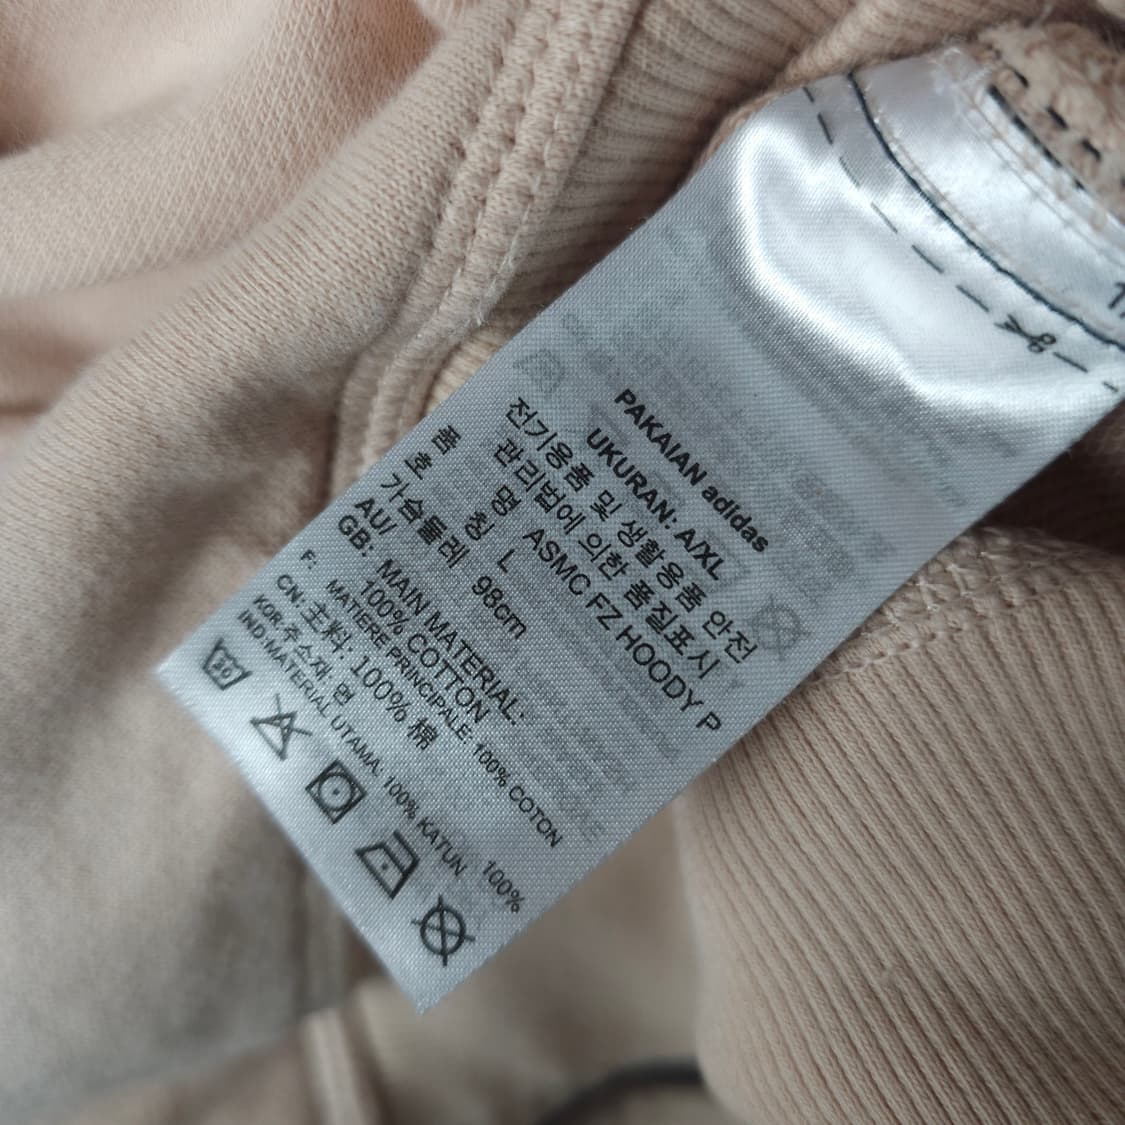 PAKAIAN adidas
UKURAN: A/XL
전기용품 및 생활용품 안전
관리법에 의한 품질표시
품 명 ASMC FZ HOODY P
호 칭 L
가슴둘레 98cm
AU/
GB: MAIN MATERIAL:
100% COTTON
F: MATIERE PRINCIPALE: 100% COTON
CN: 主料: 100% 棉
KOR 주소재: 면 100%
IND MATERIAL UTAMA: 100% KATUN
30